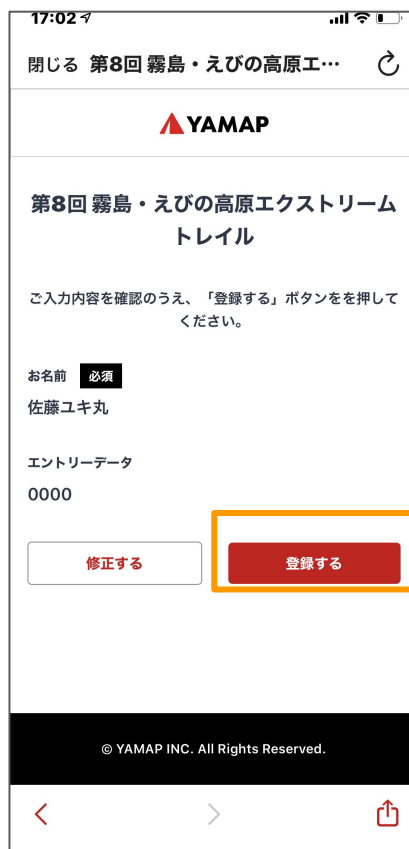 17:02
閉じる 第8回 霧島・えびの高原エ…
YAMAP
第8回 霧島・えびの高原エクストリーム
トレイル
ご入力内容を確認のうえ、「登録する」ボタンをを押して
ください。
お名前 必須
佐藤ユキ丸
エントリーデータ
0000
修正する 登録する
© YAMAP INC. All Rights Reserved.